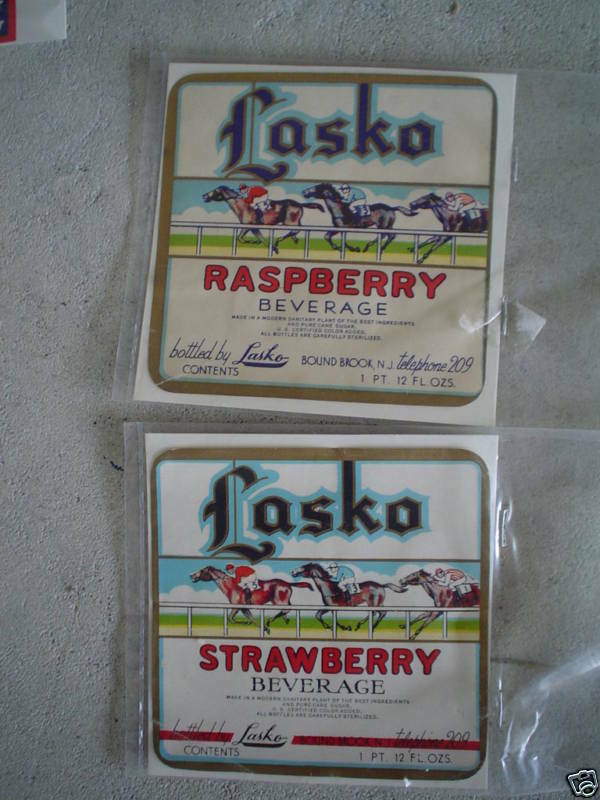 Lasko
RASPBERRY
BEVERAGE
MADE IN A MODERN SANITARY PLANT OF THE BEST INGREDIENTS
AND PURE CANE SUGAR.
U. S. CERTIFIED COLOR ADDED.
ALL BOTTLES ARE CAREFULLY STERILIZED.
bottled by Lasko BOUND BROOK, N.J. telephone 209
CONTENTS 1 PT. 12 FL. OZS.
Lasko
STRAWBERRY
BEVERAGE
MADE IN A MODERN SANITARY PLANT OF THE BEST INGREDIENTS
AND PURE CANE SUGAR.
U. S. CERTIFIED COLOR ADDED.
ALL BOTTLES ARE CAREFULLY STERILIZED.
bottled by Lasko BOUND BROOK, N.J. telephone 209
CONTENTS 1 PT. 12 FL. OZS.